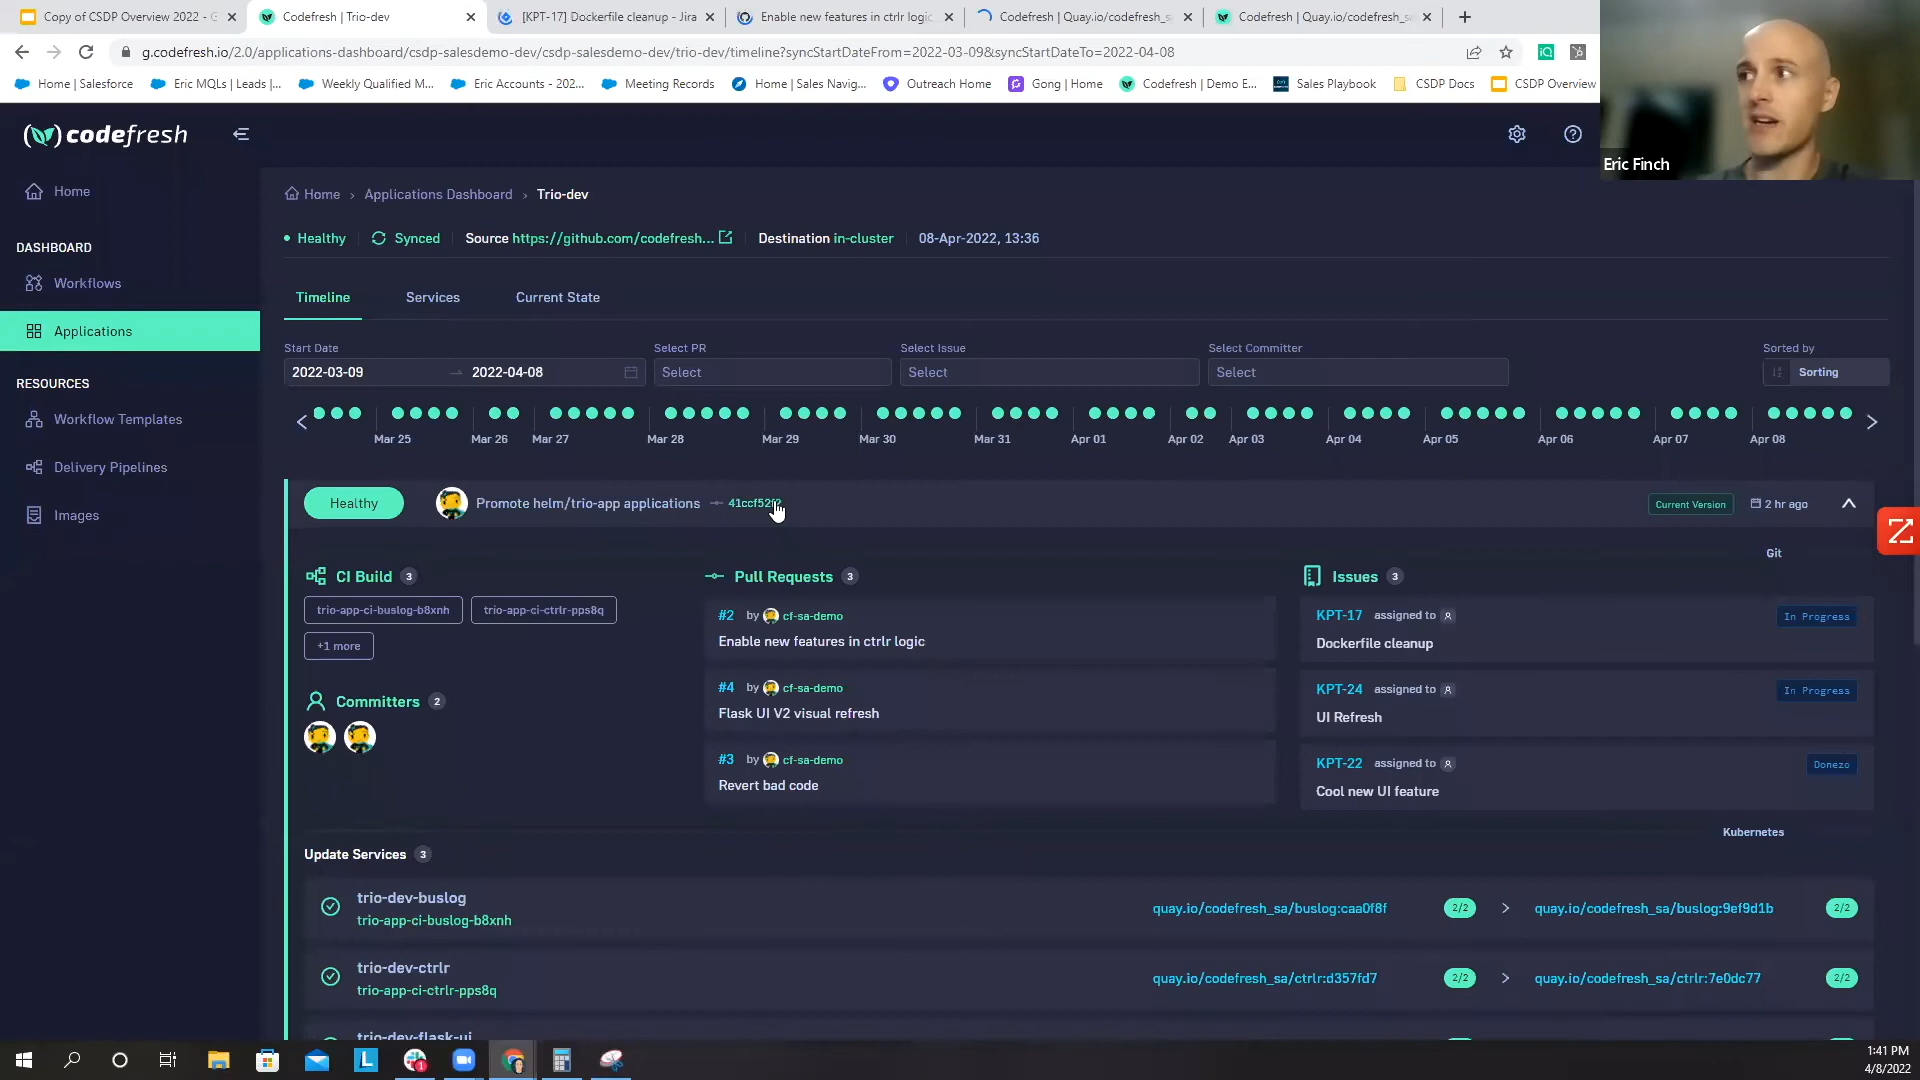 Copy of CSDP Overview 2022 - G
Codefresh | Trio-dev
[KPT-17] Dockerfile cleanup - Jira
Enable new features in ctrlr logic
Codefresh | Quay.io/codefresh_s
Codefresh | Quay.io/codefresh_s
g.codefresh.io/2.0/applications-dashboard/csdp-salesdemo-dev/csdp-salesdemo-dev/trio-dev/timeline?syncStartDateFrom=2022-03-09&syncStartDateTo=2022-04-08
Home | Salesforce
Eric MQLs | Leads |...
Weekly Qualified M...
Eric Accounts - 202...
Meeting Records
Home | Sales Navig...
Outreach Home
Gong | Home
Codefresh | Demo E...
Sales Playbook
CSDP Docs
CSDP Overview
codefresh
Eric Finch
Home
DASHBOARD
Workflows
Applications
RESOURCES
Workflow Templates
Delivery Pipelines
Images
Home > Applications Dashboard > Trio-dev
Healthy Synced Source https://github.com/codefresh... Destination in-cluster 08-Apr-2022, 13:36
Timeline Services Current State
Start Date Select PR Select Issue Select Committer Sorted by
2022-03-09 → 2022-04-08 Select Select Select Sorting
Mar 25 Mar 26 Mar 27 Mar 28 Mar 29 Mar 30 Mar 31 Apr 01 Apr 02 Apr 03 Apr 04 Apr 05 Apr 06 Apr 07 Apr 08
Healthy Promote helm/trio-app applications Current Version 2 hr ago
Git
CI Build 3
trio-app-ci-buslog-b8xnh trio-app-ci-ctrlr-pps8q
+1 more
Committers 2
Pull Requests 3
#2 by cf-sa-demo
Enable new features in ctrlr logic
#4 by cf-sa-demo
Flask UI V2 visual refresh
#3 by cf-sa-demo
Revert bad code
Issues 3
KPT-17 assigned to In Progress
Dockerfile cleanup
KPT-24 assigned to In Progress
UI Refresh
KPT-22 assigned to Donezo
Cool new UI feature
Kubernetes
Update Services 3
trio-dev-buslog
trio-app-ci-buslog-b8xnh
quay.io/codefresh_sa/buslog:caa0f8f 2/2 > quay.io/codefresh_sa/buslog:9ef9d1b 2/2
trio-dev-ctrlr
trio-app-ci-ctrlr-pps8q
quay.io/codefresh_sa/ctrlr:d357fd7 2/2 > quay.io/codefresh_sa/ctrlr:7e0dc77 2/2
trio-dev-flask-ui
1:41 PM
4/8/2022